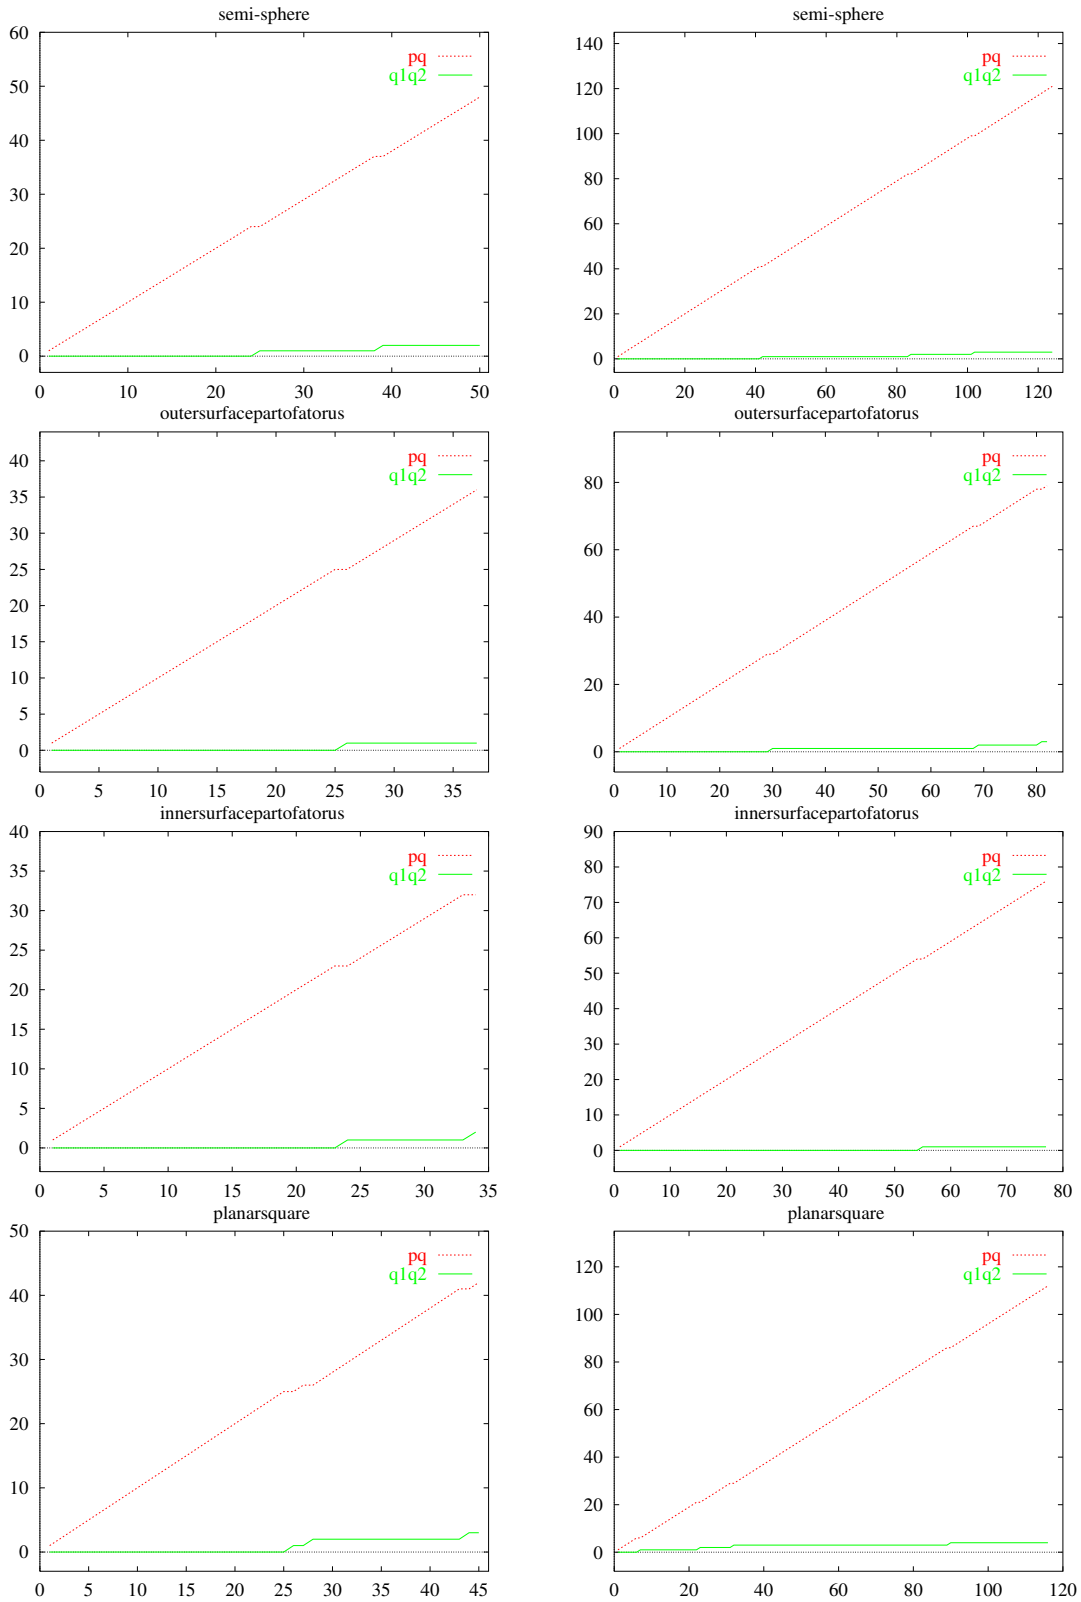 semi-sphere
60
50
40
30
20
10
0
pq
q1q2
0 10 20 30 40 50
semi-sphere
140
120
100
80
60
40
20
0
pq
q1q2
0 20 40 60 80 100 120
outersurfacepartofatorus
40
35
30
25
20
15
10
5
0
pq
q1q2
0 5 10 15 20 25 30 35
outersurfacepartofatorus
80
60
40
20
0
pq
q1q2
0 10 20 30 40 50 60 70 80
innersurfacepartofatorus
40
35
30
25
20
15
10
5
0
pq
q1q2
0 5 10 15 20 25 30 35
innersurfacepartofatorus
90
80
70
60
50
40
30
20
10
0
pq
q1q2
0 10 20 30 40 50 60 70 80
planarsquare
50
40
30
20
10
0
pq
q1q2
0 5 10 15 20 25 30 35 40 45
planarsquare
120
100
80
60
40
20
0
pq
q1q2
0 20 40 60 80 100 120